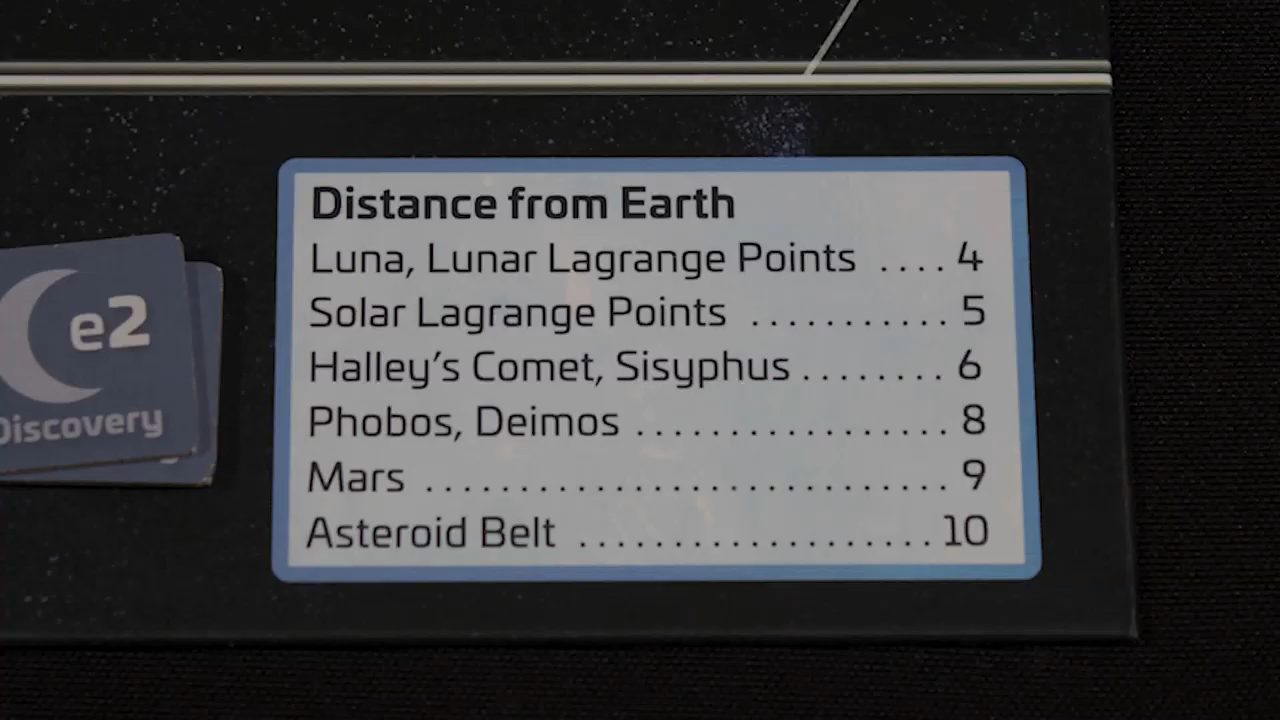 Distance from Earth
Luna, Lunar Lagrange Points .... 4
Solar Lagrange Points ........... 5
Halley's Comet, Sisyphus ........ 6
Phobos, Deimos ................. 8
Mars ........................... 9
Asteroid Belt .................. 10
e2
Discovery